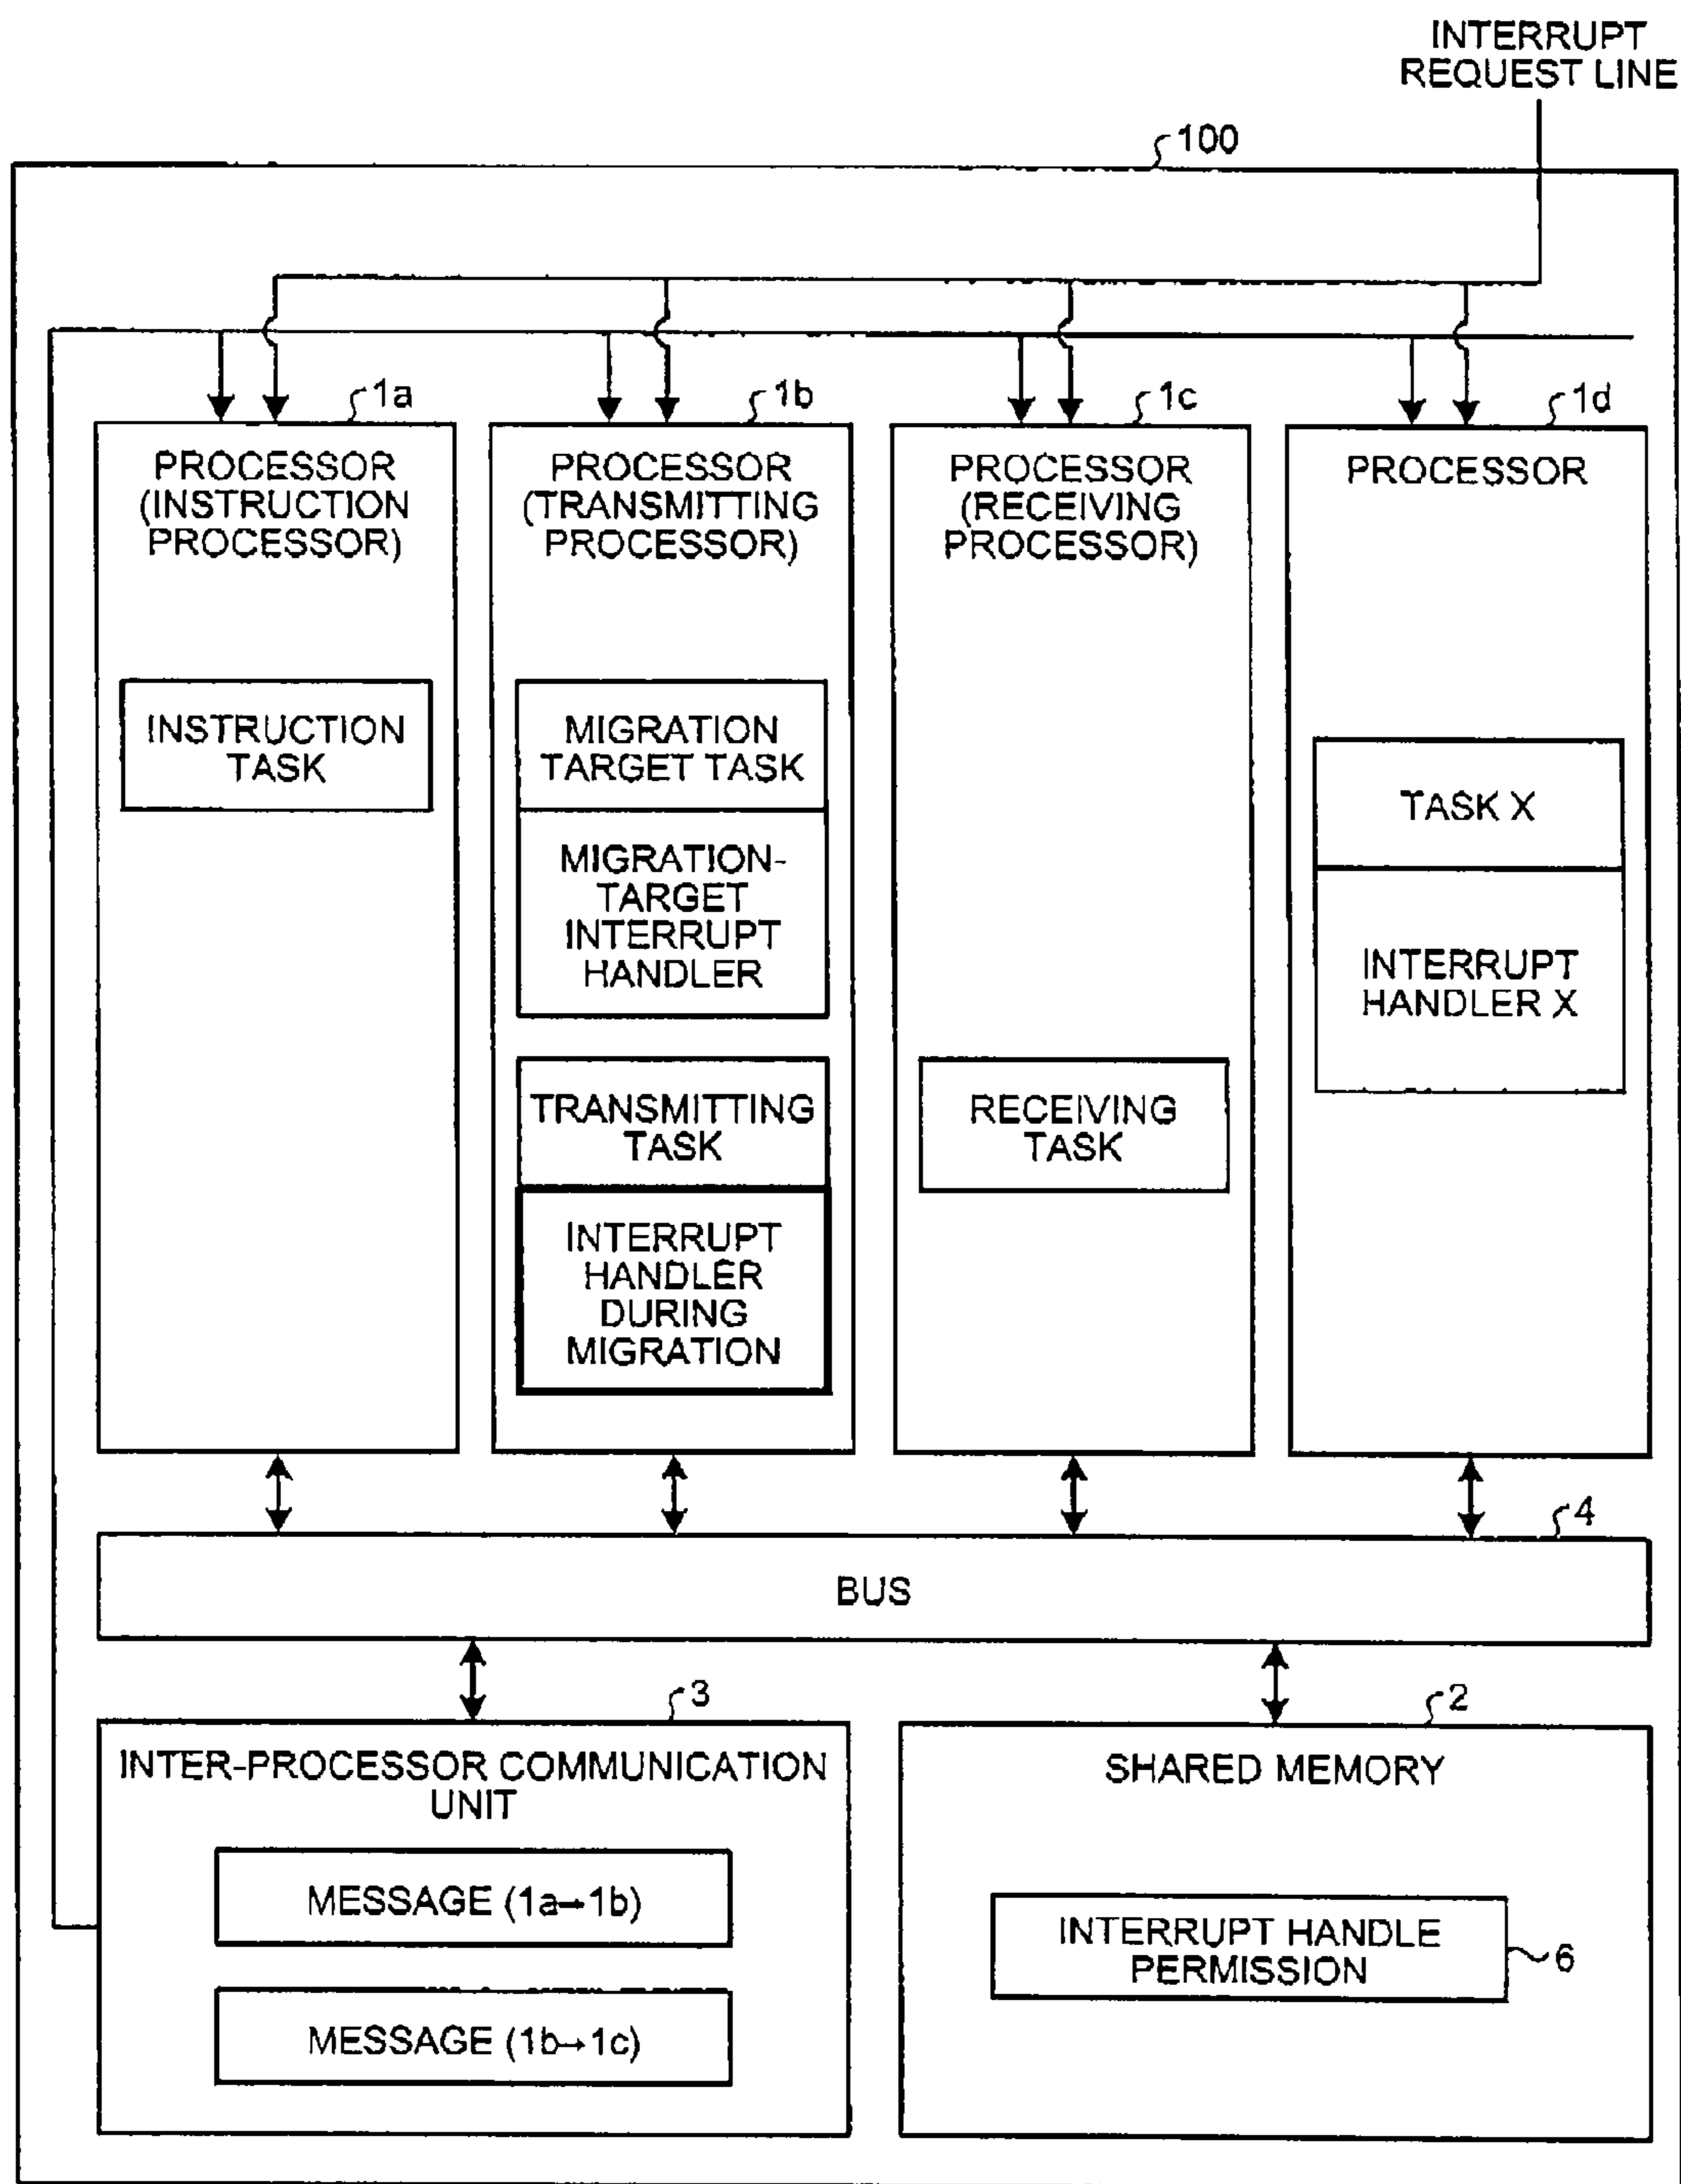 INTERRUPT
REQUEST LINE
100
1a
1b
1c
1d
PROCESSOR
(INSTRUCTION
PROCESSOR)
INSTRUCTION
TASK
PROCESSOR
(TRANSMITTING
PROCESSOR)
MIGRATION
TARGET TASK
MIGRATION-
TARGET
INTERRUPT
HANDLER
TRANSMITTING
TASK
INTERRUPT
HANDLER
DURING
MIGRATION
PROCESSOR
(RECEIVING
PROCESSOR)
RECEIVING
TASK
PROCESSOR
TASK X
INTERRUPT
HANDLER X
4
BUS
3
INTER-PROCESSOR COMMUNICATION
UNIT
MESSAGE (1a→1b)
MESSAGE (1b→1c)
2
SHARED MEMORY
INTERRUPT HANDLE
PERMISSION
6